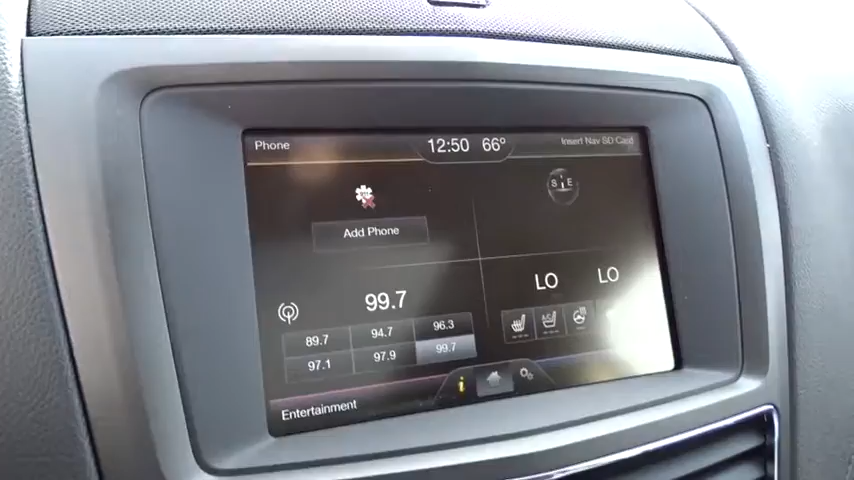 Phone
12:50 66°
Insert Nav SD Card
S E
Add Phone
LO LO
99.7
89.7 94.7 96.3
97.1 97.9 99.7
i
Entertainment